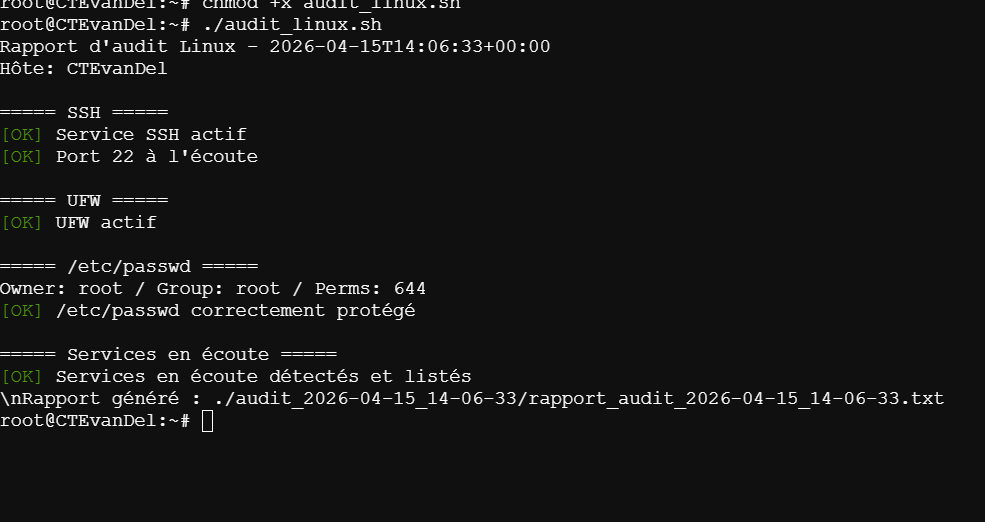 root@CTEvanDel:~# chmod +x audit_linux.sh
root@CTEvanDel:~# ./audit_linux.sh
Rapport d'audit Linux - 2026-04-15T14:06:33+00:00
Hôte: CTEvanDel
===== SSH =====
[OK] Service SSH actif
[OK] Port 22 à l'écoute
===== UFW =====
[OK] UFW actif
===== /etc/passwd =====
Owner: root / Group: root / Perms: 644
[OK] /etc/passwd correctement protégé
===== Services en écoute =====
[OK] Services en écoute détectés et listés
\nRapport généré : ./audit_2026-04-15_14-06-33/rapport_audit_2026-04-15_14-06-33.txt
root@CTEvanDel:~#